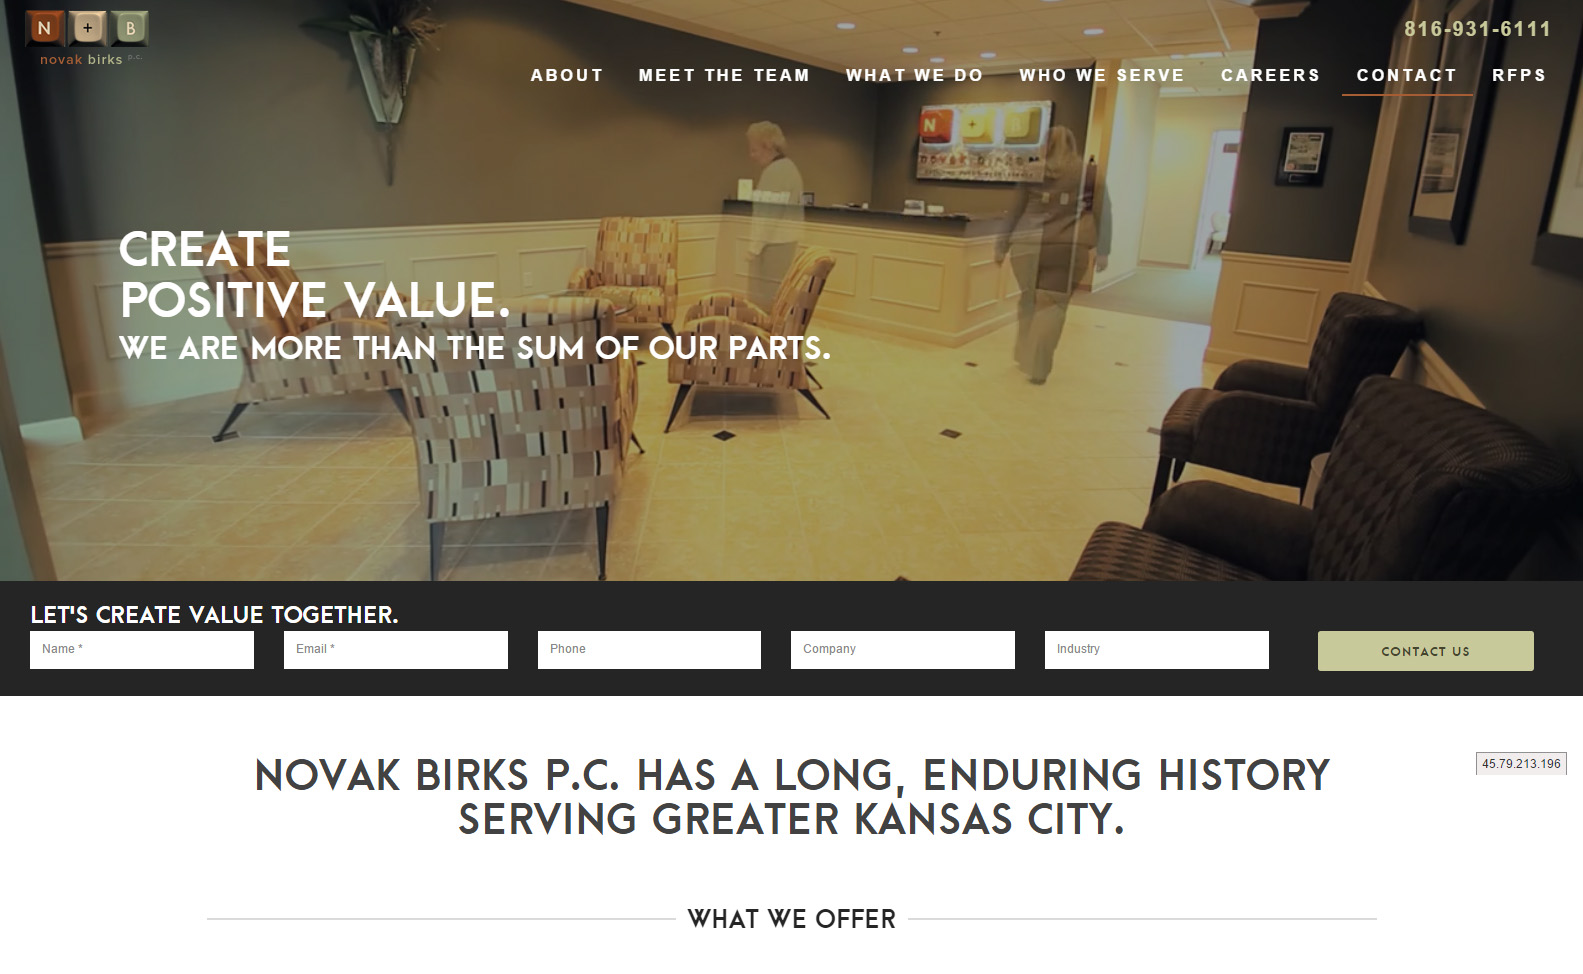 N + B
novak birks p.c.
816-931-6111
ABOUT MEET THE TEAM WHAT WE DO WHO WE SERVE CAREERS CONTACT RFPS
N + B
novak birks
CREATE
POSITIVE VALUE.
WE ARE MORE THAN THE SUM OF OUR PARTS.
LET'S CREATE VALUE TOGETHER.
Name * Email * Phone Company Industry CONTACT US
NOVAK BIRKS P.C. HAS A LONG, ENDURING HISTORY
SERVING GREATER KANSAS CITY.
45.79.213.196
WHAT WE OFFER